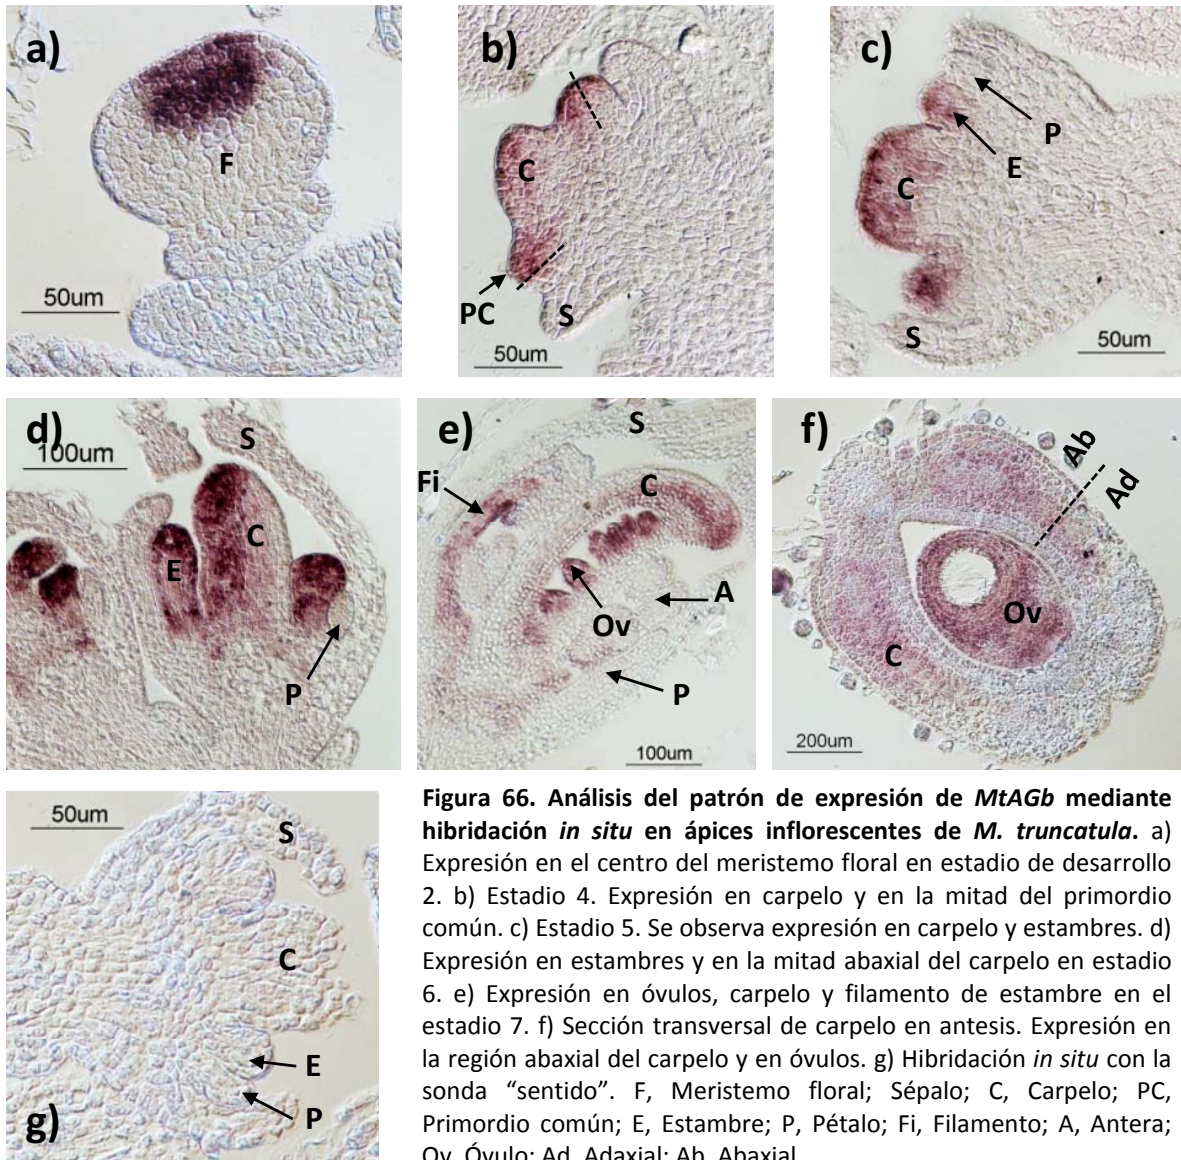 a)
F
50um
b)
C
PC
S
50um
c)
P
E
C
S
50um
d)
100um
S
E
C
P
e)
S
Fi
C
A
Ov
P
100um
f)
Ab
Ad
Ov
C
200um
50um
S
C
E
P
g)
Figura 66. Análisis del patrón de expresión de MtAGb mediante
hibridación in situ en ápices inflorescentes de M. truncatula. a)
Expresión en el centro del meristemo floral en estadio de desarrollo
2. b) Estadio 4. Expresión en carpelo y en la mitad del primordio
común. c) Estadio 5. Se observa expresión en carpelo y estambres. d)
Expresión en estambres y en la mitad abaxial del carpelo en estadio
6. e) Expresión en óvulos, carpelo y filamento de estambre en el
estadio 7. f) Sección transversal de carpelo en antesis. Expresión en
la región abaxial del carpelo y en óvulos. g) Hibridación in situ con la
sonda “sentido”. F, Meristemo floral; Sépalo; C, Carpelo; PC,
Primordio común; E, Estambre; P, Pétalo; Fi, Filamento; A, Antera;
Ov, Óvulo; Ad, Adaxial; Ab, Abaxial